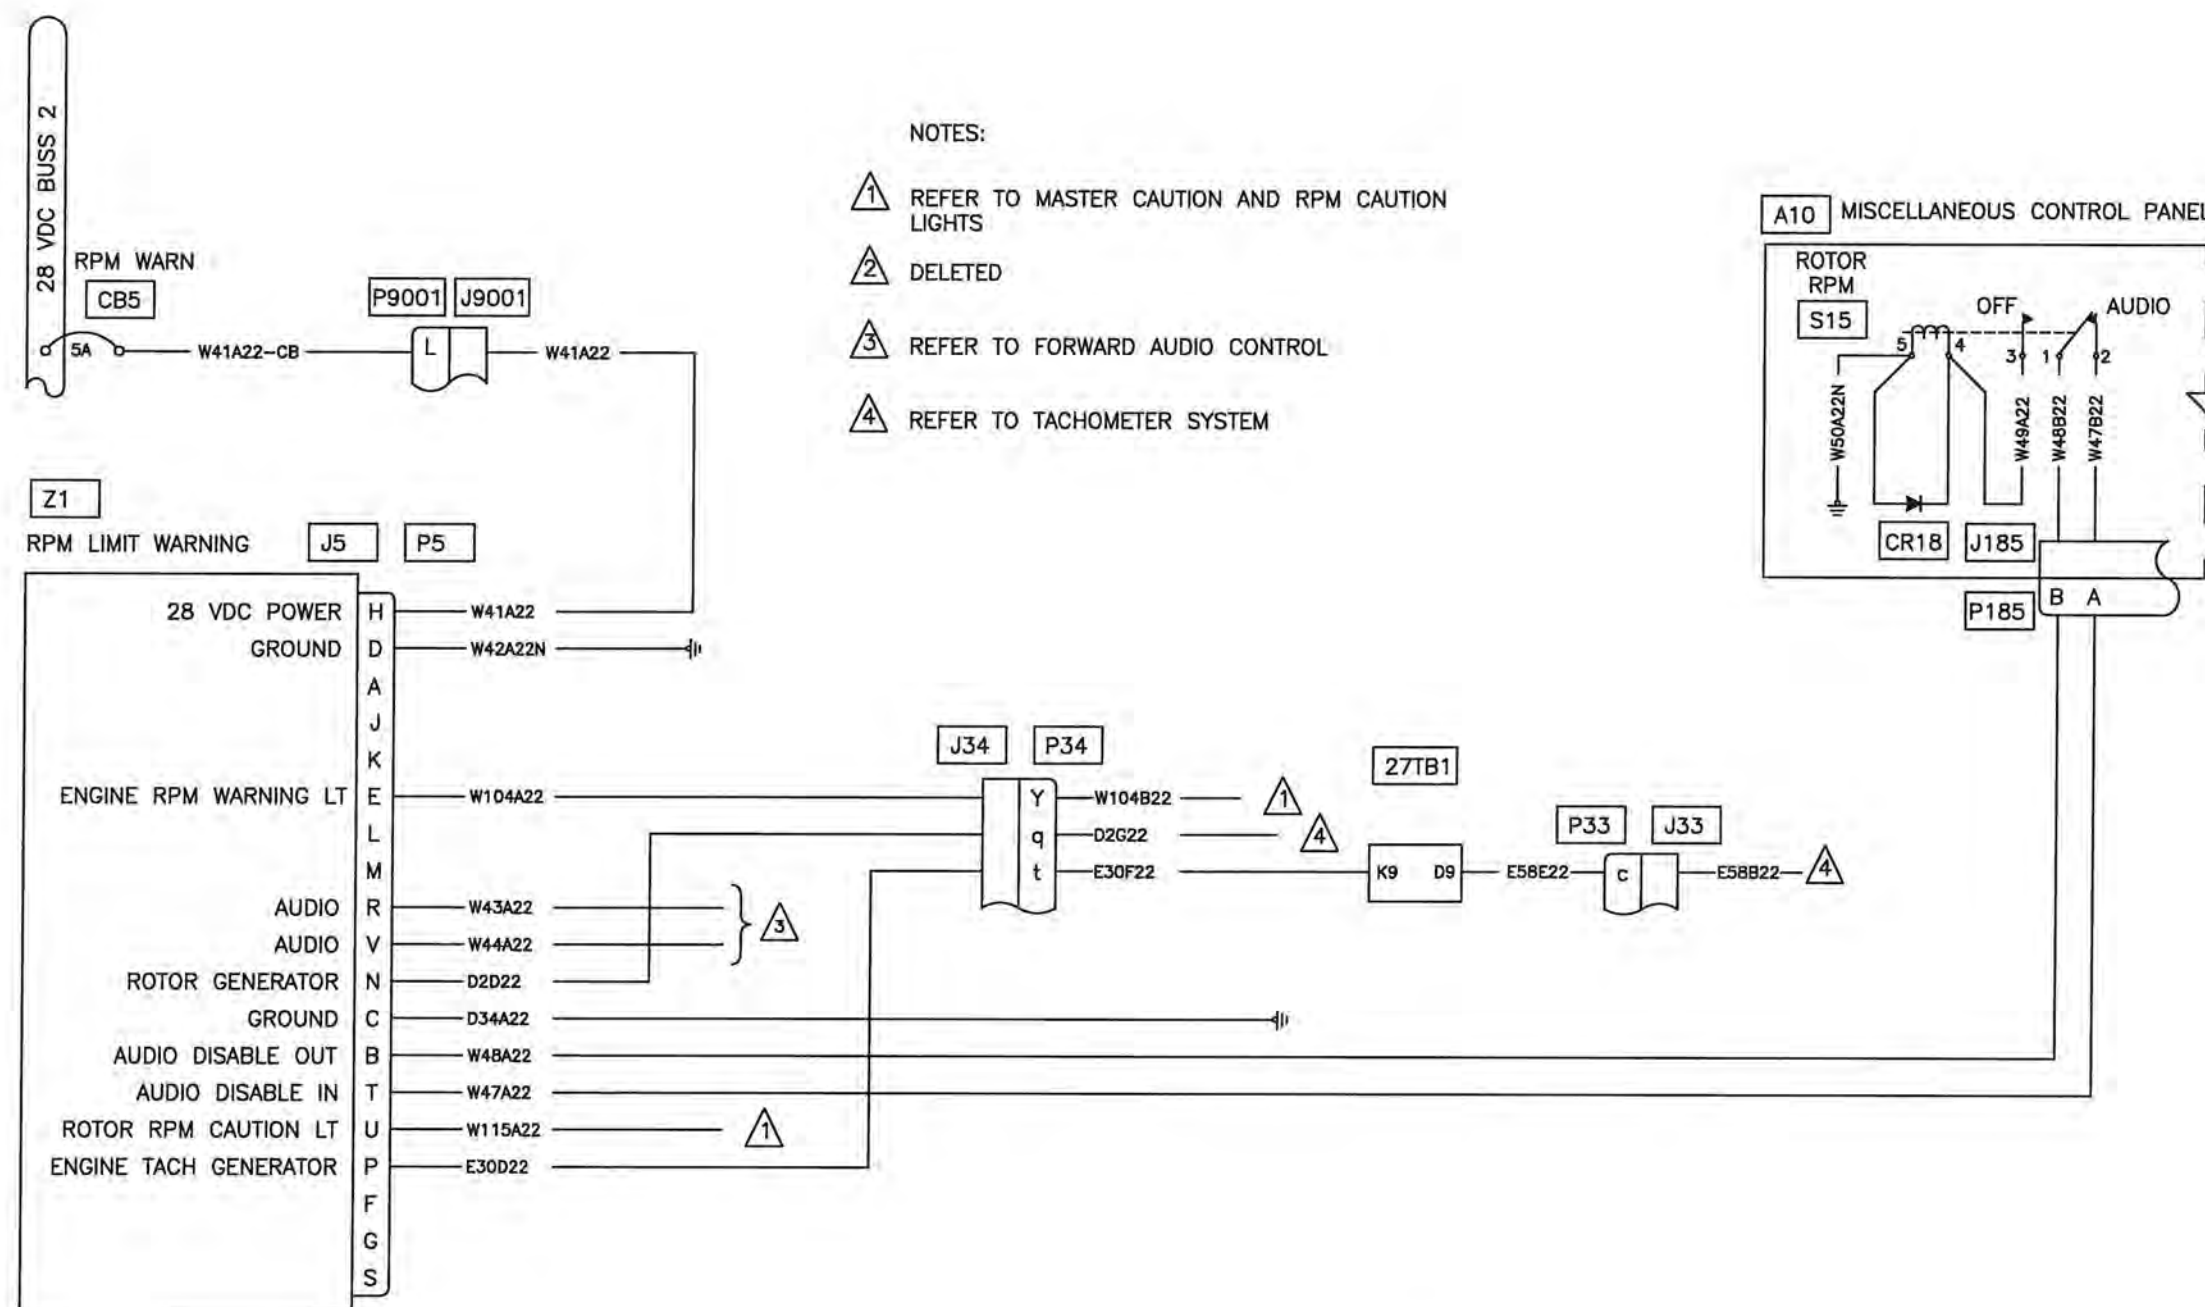 28 VDC BUSS 2
RPM WARN
CB5
5A
W41A22-CB
P9001
J9001
L
W41A22
NOTES:
1 REFER TO MASTER CAUTION AND RPM CAUTION
LIGHTS
2 DELETED
3 REFER TO FORWARD AUDIO CONTROL
4 REFER TO TACHOMETER SYSTEM
A10 MISCELLANEOUS CONTROL PANEL
ROTOR
RPM
S15
OFF
AUDIO
5 4 3 1 2
W50A22N
W49A22
W48B22
W47B22
CR18
J185
P185
B A
Z1
RPM LIMIT WARNING
J5
P5
28 VDC POWER H W41A22
GROUND D W42A22N
A
J
K
J34
P34
27TB1
P33
J33
ENGINE RPM WARNING LT E W104A22 Y W104B22 1
L q D2G22 4
M t E30F22 K9 D9 E58E22 c E58B22 4
AUDIO R W43A22
3
AUDIO V W44A22
ROTOR GENERATOR N D2D22
GROUND C D34A22
AUDIO DISABLE OUT B W48A22
AUDIO DISABLE IN T W47A22
ROTOR RPM CAUTION LT U W115A22 1
ENGINE TACH GENERATOR P E30D22
F
G
S